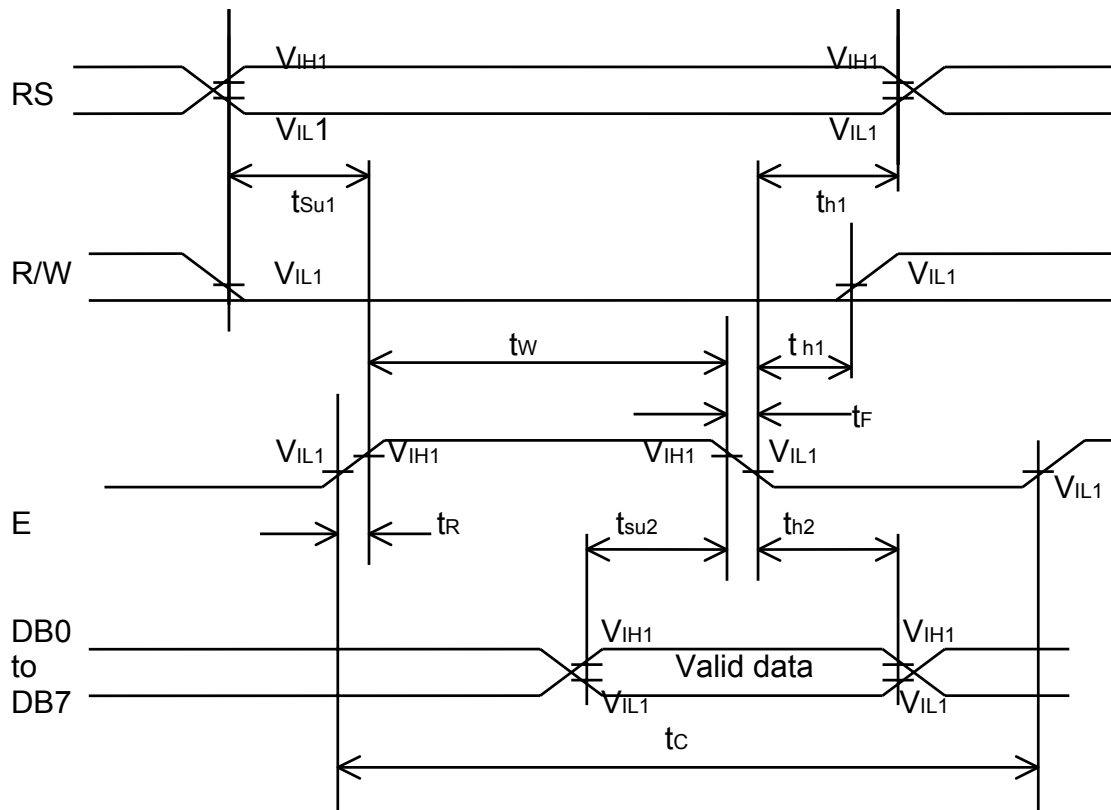 VIH1 VIH1
RS
VIL1 VIL1
tSu1 th1
R/W VIL1 VIL1
tW th1
tF
VIL1 VIH1 VIH1 VIL1
VIL1
E tR tsu2 th2
DB0 VIH1 VIH1
to Valid data
DB7 VIL1 VIL1
tC